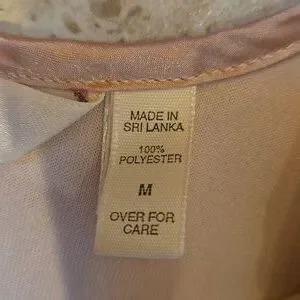 MADE IN
SRI LANKA
100%
POLYESTER
M
OVER FOR
CARE